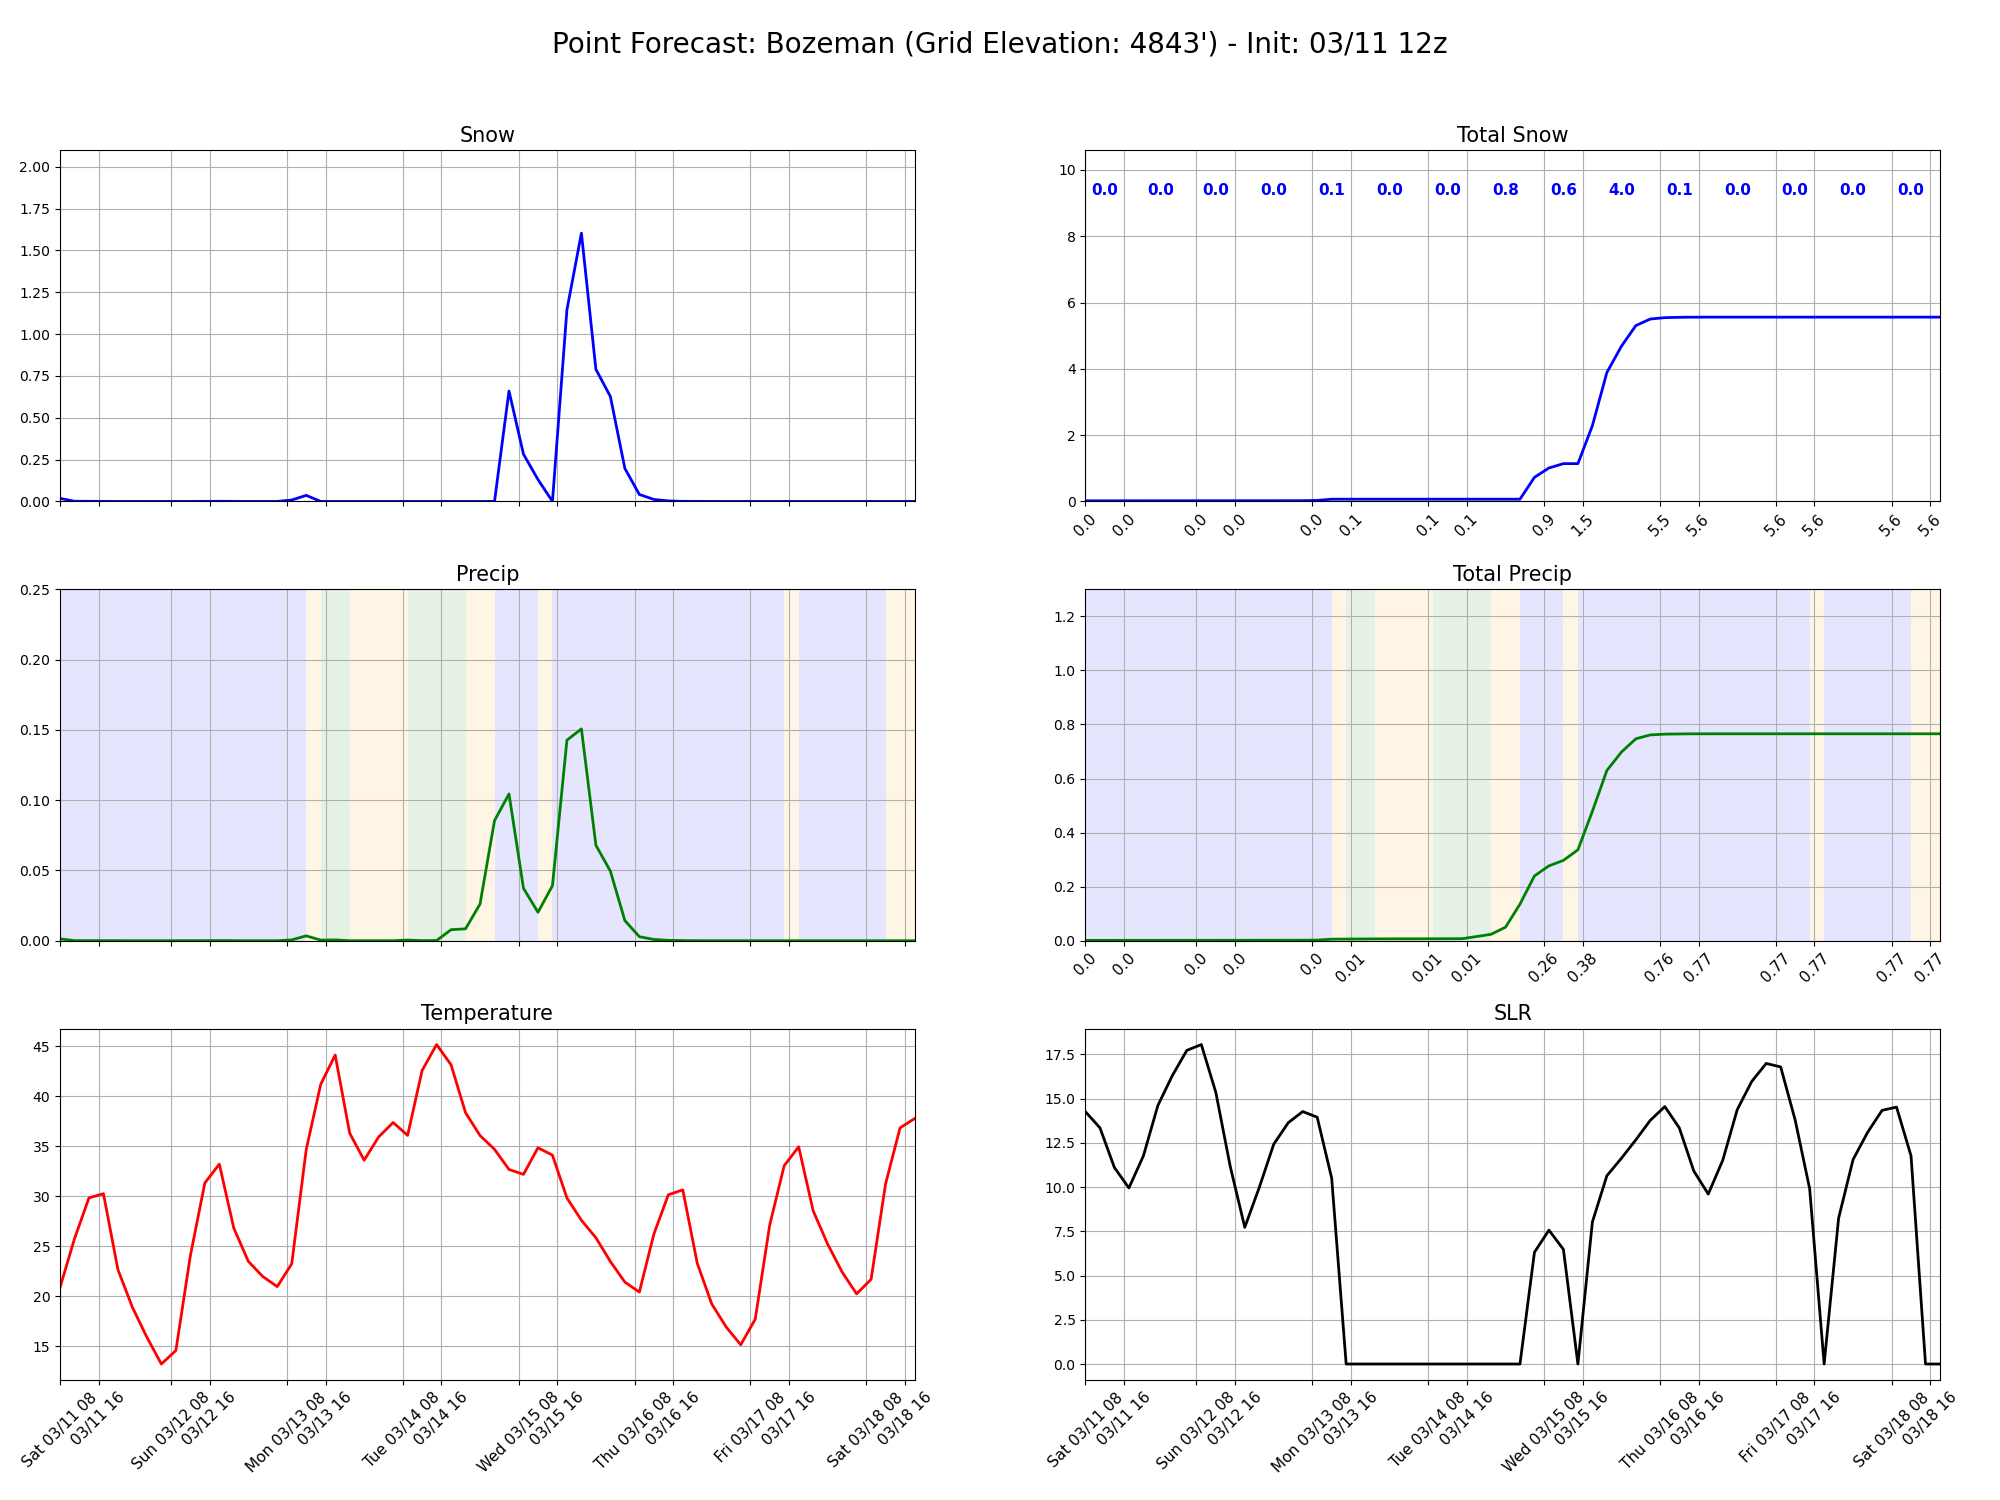 Point Forecast: Bozeman (Grid Elevation: 4843') - Init: 03/11 12z
Snow
2.00
1.75
1.50
1.25
1.00
0.75
0.50
0.25
0.00
Total Snow
10
8
6
4
2
0
0.0 0.0 0.0 0.0 0.1 0.0 0.0 0.8 0.6 4.0 0.1 0.0 0.0 0.0 0.0
0.0 0.0 0.0 0.0 0.0 0.1 0.1 0.1 0.9 1.5 5.5 5.6 5.6 5.6 5.6 5.6
Precip
0.25
0.20
0.15
0.10
0.05
0.00
Total Precip
1.2
1.0
0.8
0.6
0.4
0.2
0.0
0.0 0.0 0.0 0.0 0.0 0.01 0.01 0.01 0.26 0.38 0.76 0.77 0.77 0.77 0.77 0.77
Temperature
45
40
35
30
25
20
15
Sat 03/11 08
03/11 16
Sun 03/12 08
03/12 16
Mon 03/13 08
03/13 16
Tue 03/14 08
03/14 16
Wed 03/15 08
03/15 16
Thu 03/16 08
03/16 16
Fri 03/17 08
03/17 16
Sat 03/18 08
03/18 16
SLR
17.5
15.0
12.5
10.0
7.5
5.0
2.5
0.0
Sat 03/11 08
03/11 16
Sun 03/12 08
03/12 16
Mon 03/13 08
03/13 16
Tue 03/14 08
03/14 16
Wed 03/15 08
03/15 16
Thu 03/16 08
03/16 16
Fri 03/17 08
03/17 16
Sat 03/18 08
03/18 16